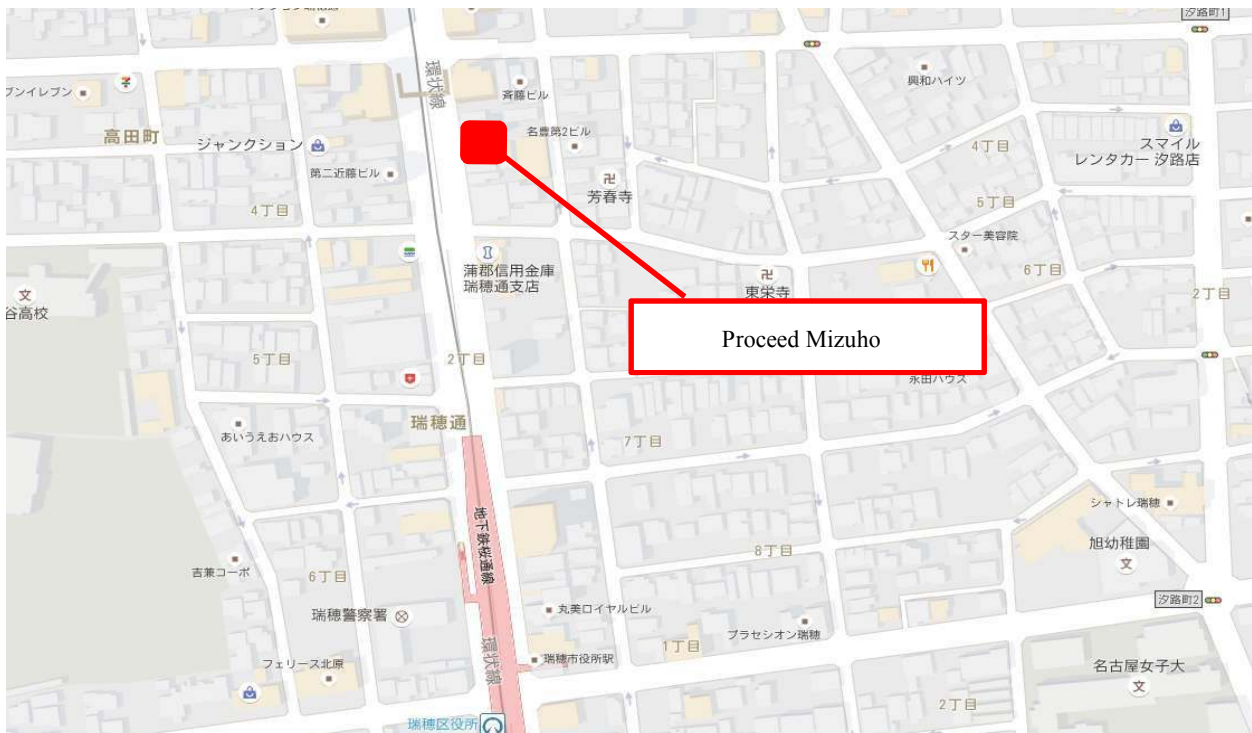 汐路町1
環状線
斉藤ビル
興和ハイツ
ブンイレブン
高田町
ジャンクション
名豊第2ビル
4丁目
スマイル
レンタカー 汐路店
第二近藤ビル
卍
芳春寺
4丁目
5丁目
スター美容院
6丁目
蒲郡信用金庫
瑞穂通支店
卍
東栄寺
文
谷高校
2丁目
Proceed Mizuho
5丁目
2丁目
永田ハウス
瑞穂通
あいうえおハウス
7丁目
地下鉄桜通線
シャトレ瑞穂
8丁目
旭幼稚園
文
吉兼コーポ
6丁目
丸美ロイヤルビル
汐路町2
瑞穂警察署
プラセシオン瑞穂
1丁目
環状線
瑞穂市役所駅
フェリース北原
名古屋女子大
文
2丁目
瑞穂区役所